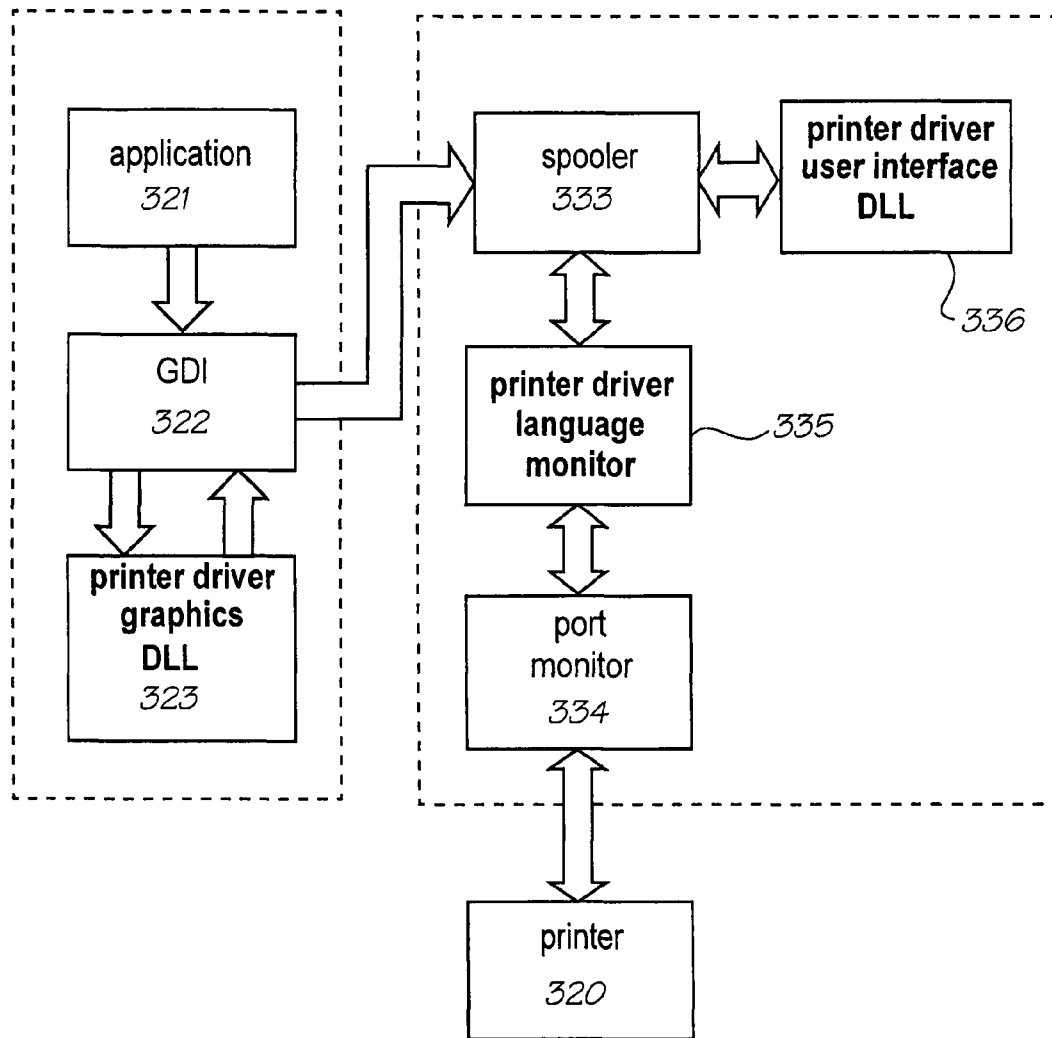 application
321
GDI
322
printer driver
graphics
DLL
323
spooler
333
printer driver
user interface
DLL
336
printer driver
language
monitor
335
port
monitor
334
printer
320